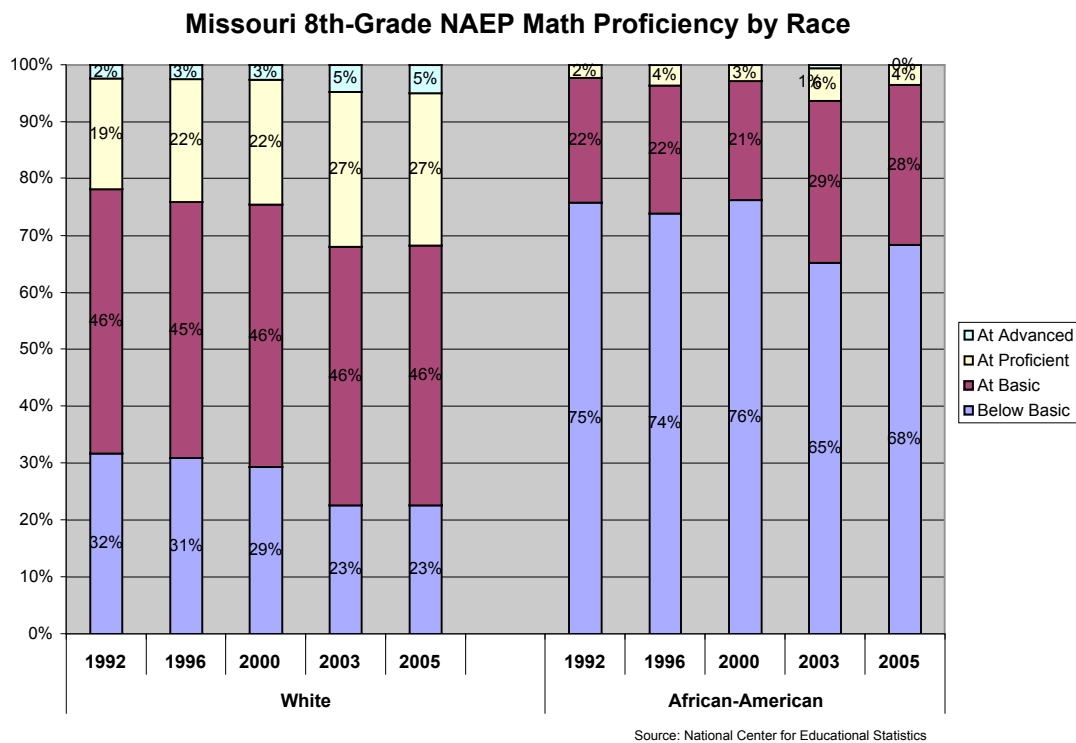 Missouri 8th-Grade NAEP Math Proficiency by Race
100%
90%
80%
70%
60%
50%
40%
30%
20%
10%
0%
2% 3% 3% 5% 5% 2% 4% 3% 1% 6% 0% 4%
19% 22% 22% 27% 27% 22% 22% 21% 29% 28%
46% 45% 46% 46% 46% 75% 74% 76% 65% 68%
32% 31% 29% 23% 23%
At Advanced
At Proficient
At Basic
Below Basic
1992 1996 2000 2003 2005 1992 1996 2000 2003 2005
White African-American
Source: National Center for Educational Statistics